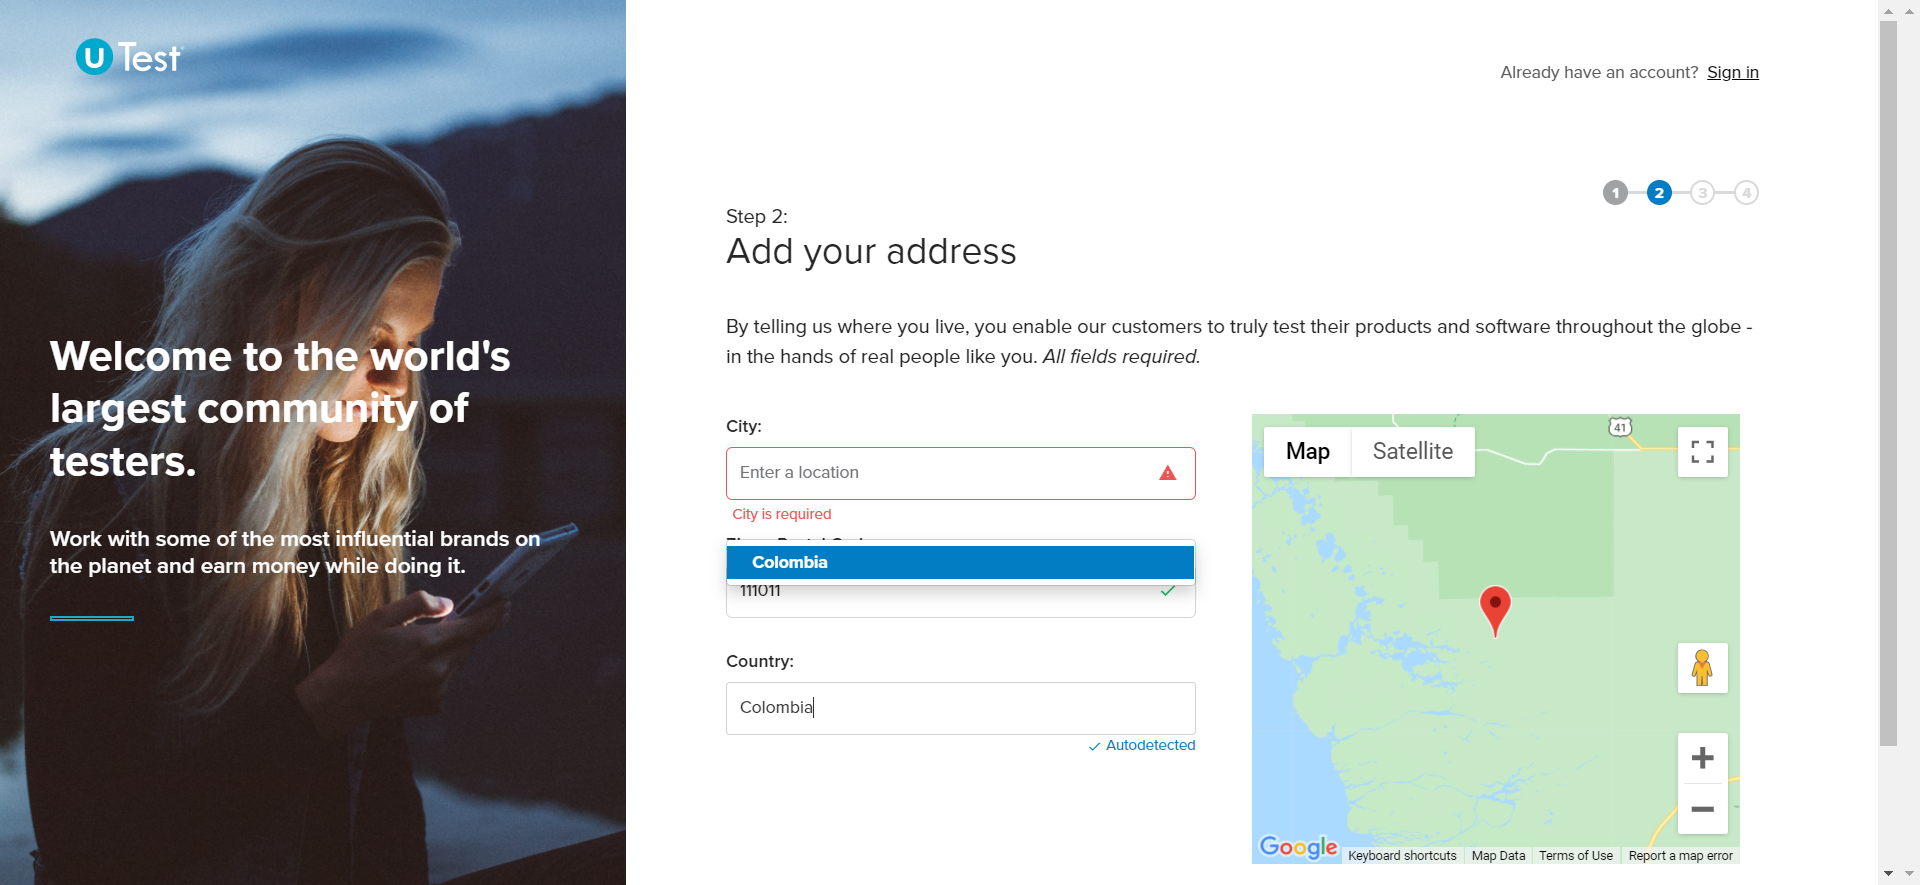 U Test
Welcome to the world's
largest community of
testers.
Work with some of the most influential brands on
the planet and earn money while doing it.
Already have an account? Sign in
1 2 3 4
Step 2:
Add your address
By telling us where you live, you enable our customers to truly test their products and software throughout the globe -
in the hands of real people like you. All fields required.
City:
Enter a location
City is required
Colombia
111011
Country:
Colombia
Autodetected
Map Satellite
41
Google
Keyboard shortcuts Map Data Terms of Use Report a map error